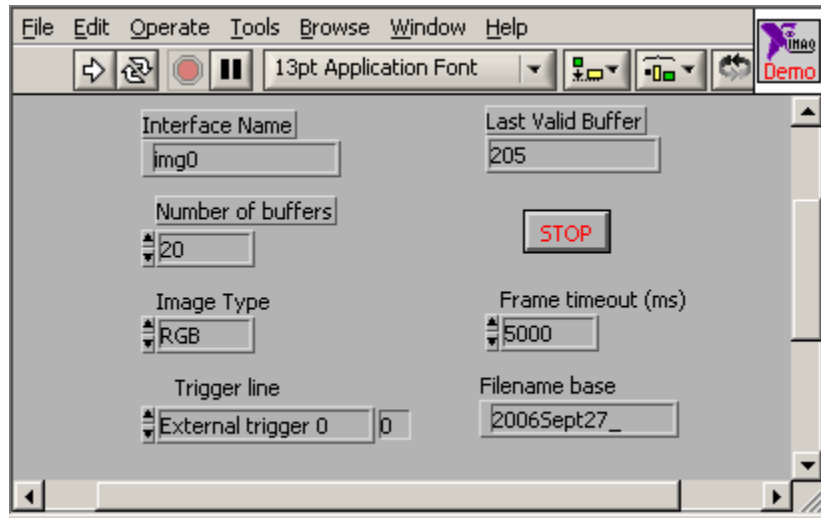 File Edit Operate Tools Browse Window Help
IMAQ
Demo
13pt Application Font
Interface Name
img0
Last Valid Buffer
205
Number of buffers
20
STOP
Image Type
RGB
Frame timeout (ms)
5000
Trigger line
External trigger 0 0
Filename base
2006Sept27_